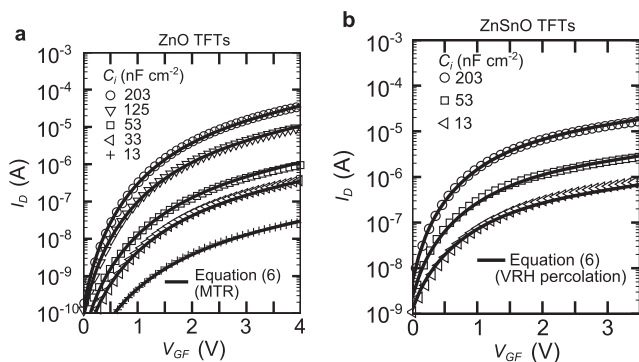 a
ZnO TFTs
10⁻³
10⁻⁴
10⁻⁵
10⁻⁶
10⁻⁷
10⁻⁸
10⁻⁹
10⁻¹⁰
I_D (A)
C_i (nF cm⁻²)
203
125
53
33
13
Equation (6)
(MTR)
0 1 2 3 4
V_GF (V)
b
ZnSnO TFTs
10⁻³
10⁻⁴
10⁻⁵
10⁻⁶
10⁻⁷
10⁻⁸
10⁻⁹
I_D (A)
C_i (nF cm⁻²)
203
53
13
Equation (6)
(VRH percolation)
0 1 2 3
V_GF (V)